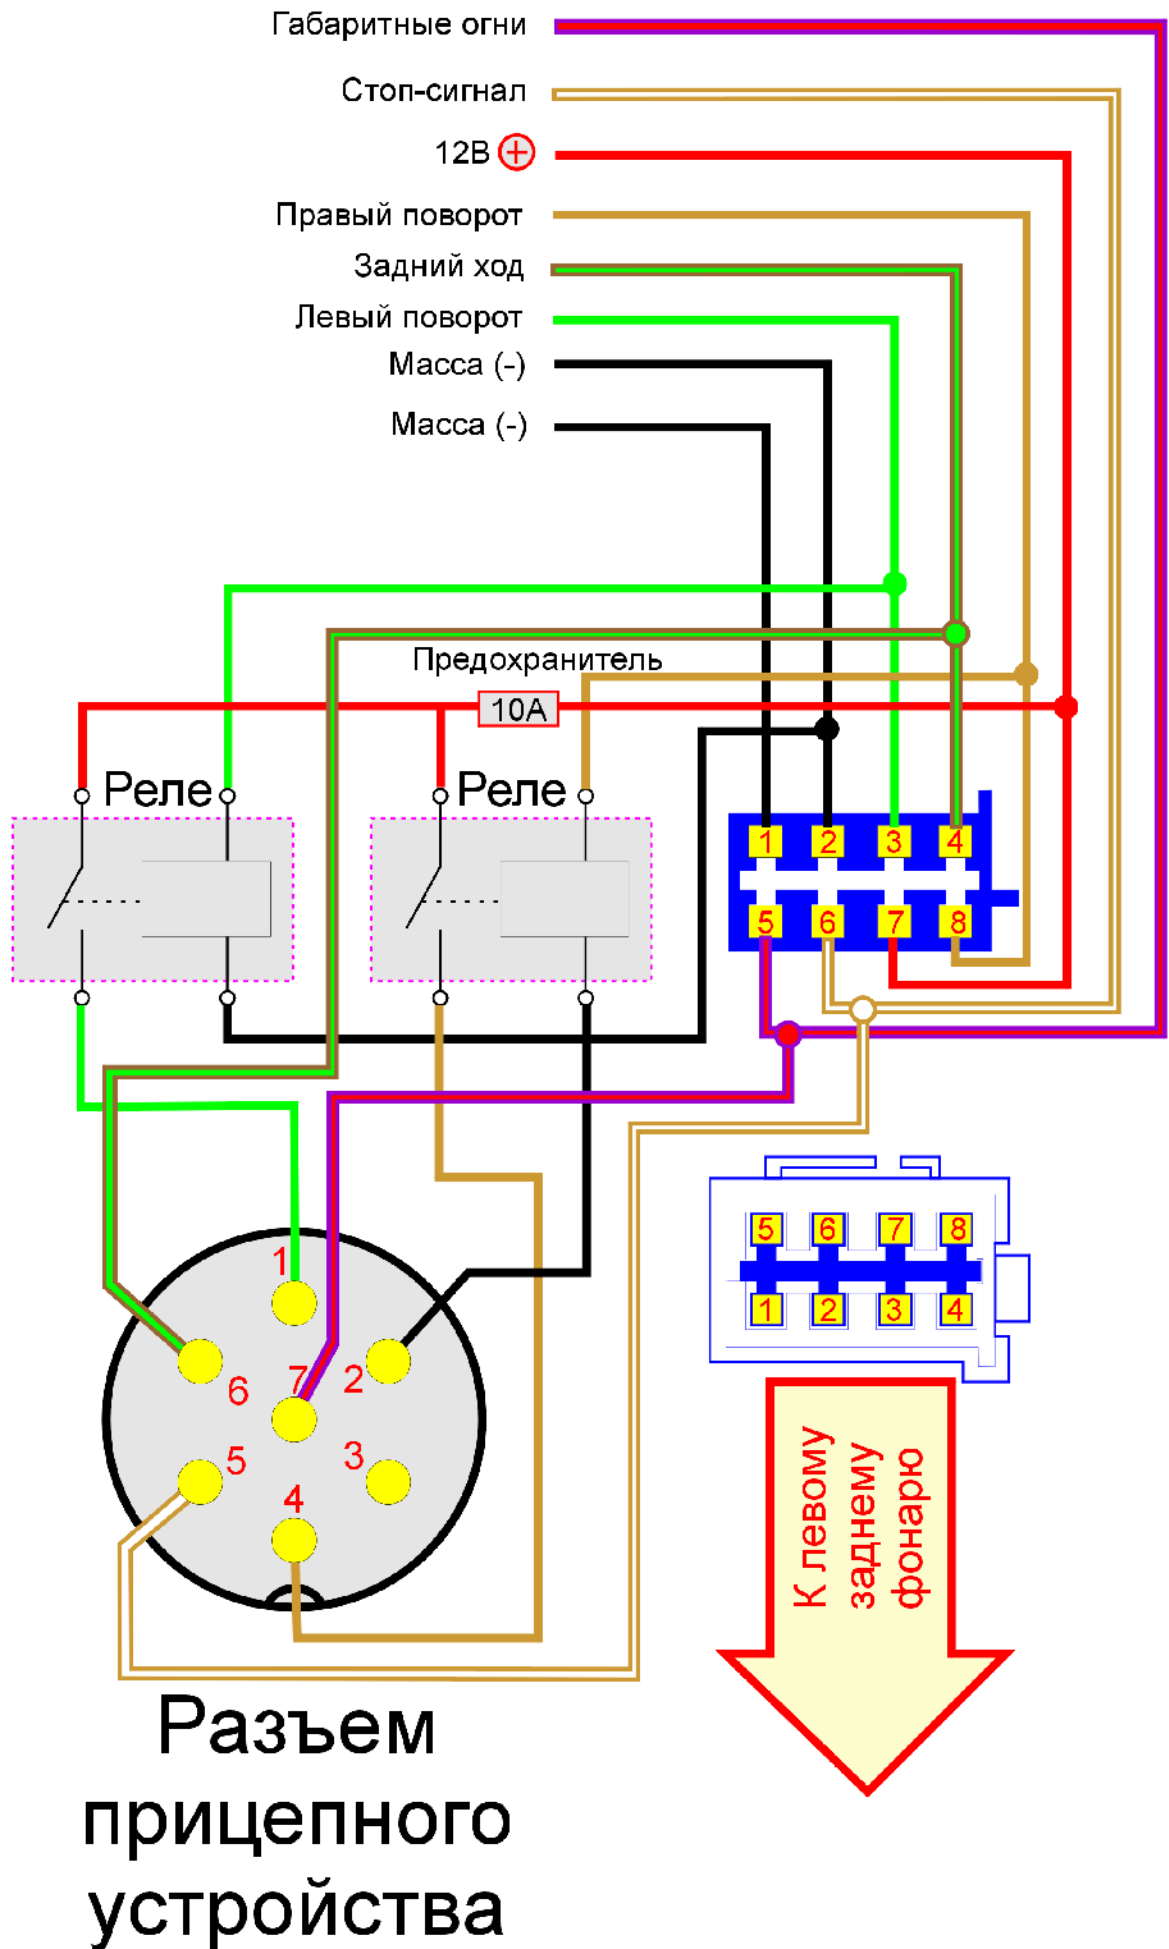 Габаритные огни
Стоп-сигнал
12В +
Правый поворот
Задний ход
Левый поворот
Масса (-)
Масса (-)
Предохранитель
10А
Реле
Реле
1 2 3 4
5 6 7 8
5 6 7 8
1 2 3 4
1
6
7
2
5
3
4
К левому
заднему
фонарю
Разъем
прицепного
устройства